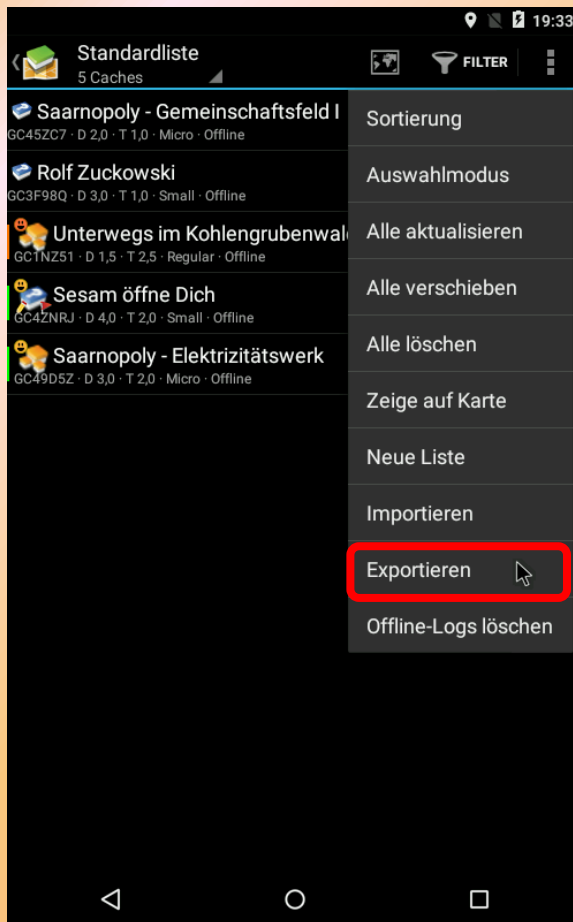 19:33
Standardliste
5 Caches
FILTER
Saarnopoly - Gemeinschaftsfeld I
GC45ZC7 · D 2,0 · T 1,0 · Micro · Offline
Rolf Zuckowski
GC3F98Q · D 3,0 · T 1,0 · Small · Offline
Unterwegs im Kohlengrubenwal
GC1NZ51 · D 1,5 · T 2,5 · Regular · Offline
Sesam öffne Dich
GC4ZNRJ · D 4,0 · T 2,0 · Small · Offline
Saarnopoly - Elektrizitätswerk
GC49D5Z · D 3,0 · T 2,0 · Micro · Offline
Sortierung
Auswahlmodus
Alle aktualisieren
Alle verschieben
Alle löschen
Zeige auf Karte
Neue Liste
Importieren
Exportieren
Offline-Logs löschen